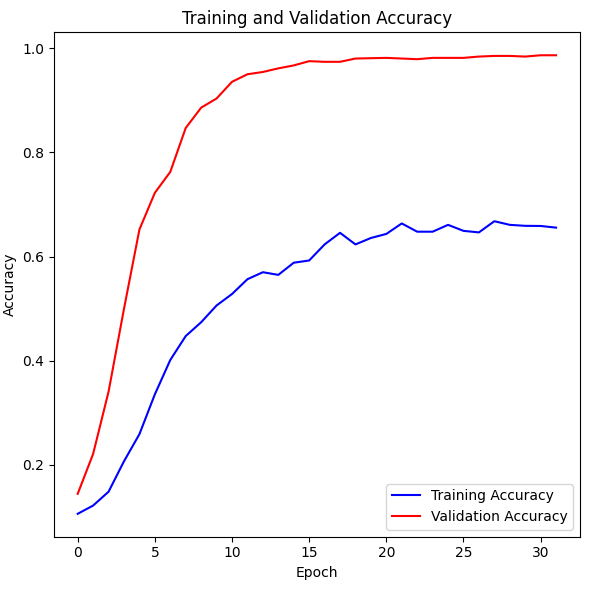 Training and Validation Accuracy
Accuracy
1.0
0.8
0.6
0.4
0.2
Training Accuracy
Validation Accuracy
0 5 10 15 20 25 30
Epoch